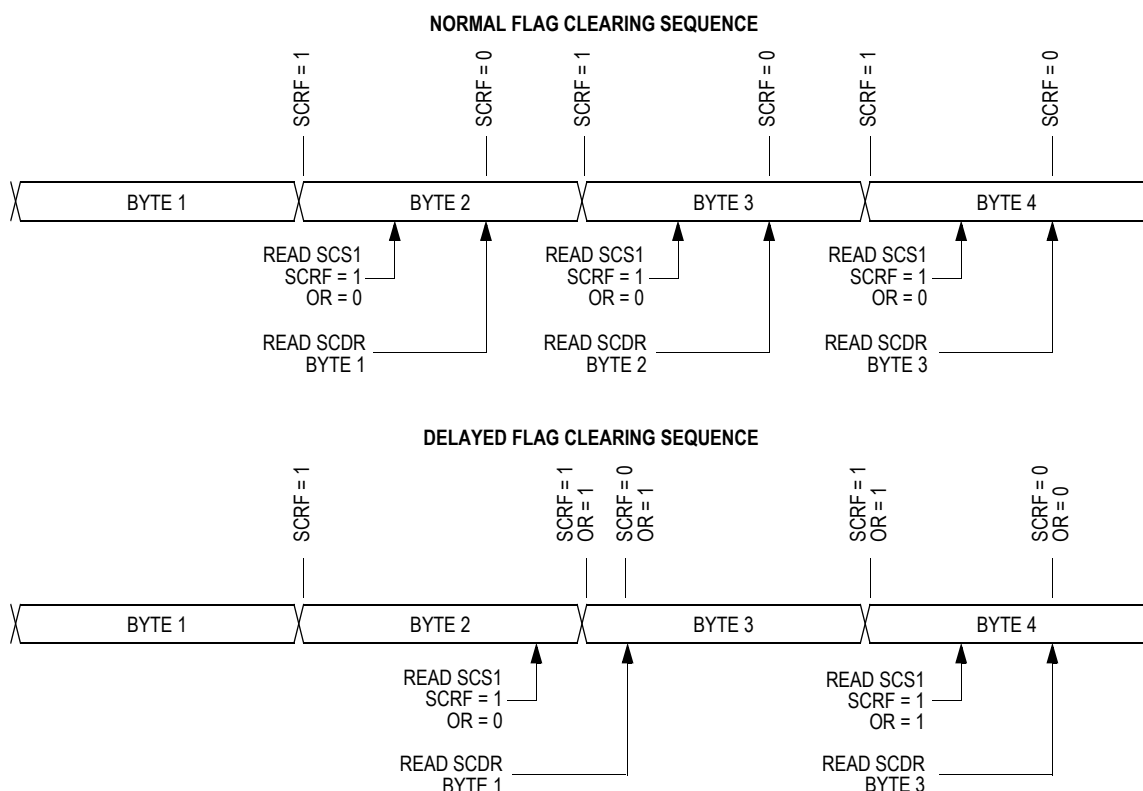 NORMAL FLAG CLEARING SEQUENCE
SCRF = 1
SCRF = 0
SCRF = 1
SCRF = 0
SCRF = 1
SCRF = 0
BYTE 1
BYTE 2
BYTE 3
BYTE 4
READ SCS1
SCRF = 1
OR = 0
READ SCS1
SCRF = 1
OR = 0
READ SCS1
SCRF = 1
OR = 0
READ SCDR
BYTE 1
READ SCDR
BYTE 2
READ SCDR
BYTE 3
DELAYED FLAG CLEARING SEQUENCE
SCRF = 1
SCRF = 1
OR = 1
SCRF = 0
OR = 1
SCRF = 1
OR = 1
SCRF = 0
OR = 0
BYTE 1
BYTE 2
BYTE 3
BYTE 4
READ SCS1
SCRF = 1
OR = 0
READ SCS1
SCRF = 1
OR = 1
READ SCDR
BYTE 1
READ SCDR
BYTE 3